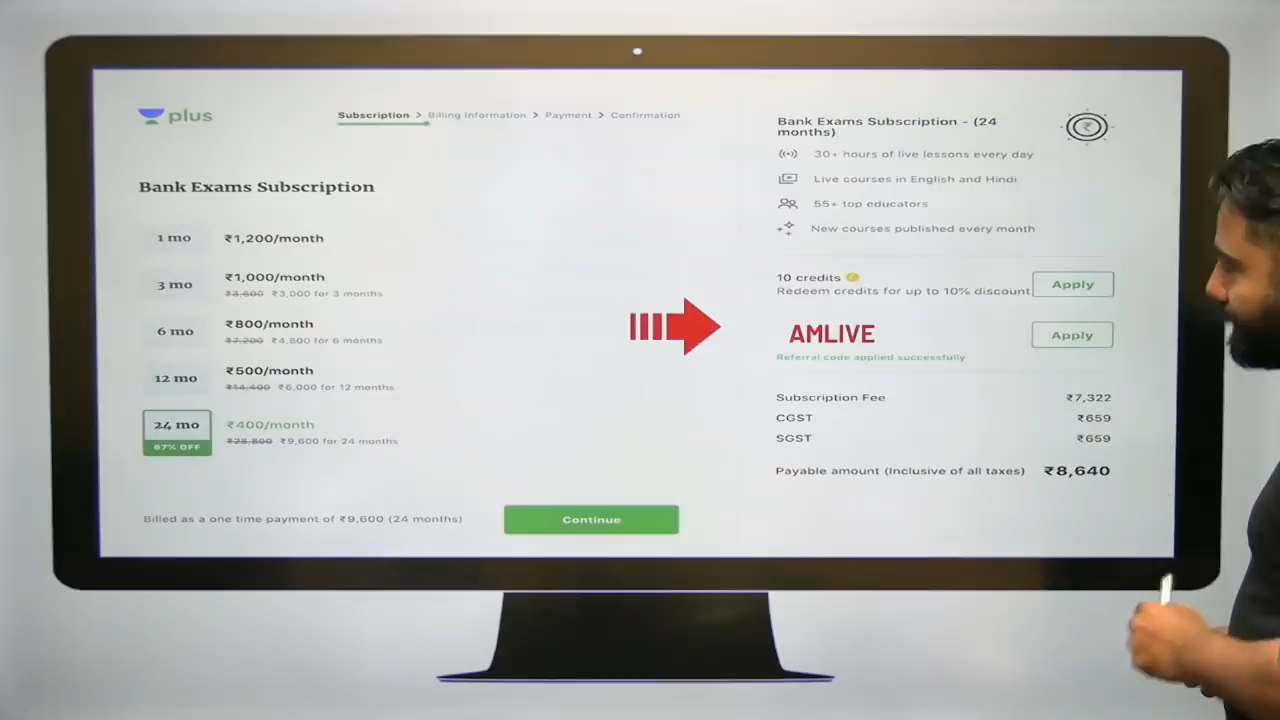 plus
Subscription > Billing Information > Payment > Confirmation
Bank Exams Subscription
1 mo ₹1,200/month
3 mo ₹1,000/month
₹3,600 ₹3,000 for 3 months
6 mo ₹800/month
₹7,200 ₹4,800 for 6 months
12 mo ₹500/month
₹14,400 ₹6,000 for 12 months
24 mo ₹400/month
67% OFF ₹28,800 ₹9,600 for 24 months
Billed as a one time payment of ₹9,600 (24 months)
Continue
Bank Exams Subscription - (24
months)
30+ hours of live lessons every day
Live courses in English and Hindi
55+ top educators
New courses published every month
10 credits
Redeem credits for up to 10% discount
Apply
AMLIVE
Apply
Referral code applied successfully
Subscription Fee ₹7,322
CGST ₹659
SGST ₹659
Payable amount (Inclusive of all taxes) ₹8,640